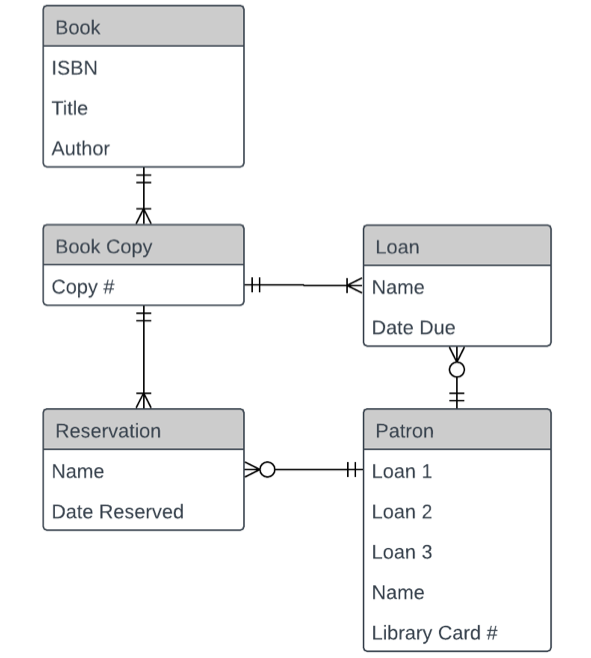 Book
ISBN
Title
Author
Book Copy
Copy #
Loan
Name
Date Due
Reservation
Name
Date Reserved
Patron
Loan 1
Loan 2
Loan 3
Name
Library Card #